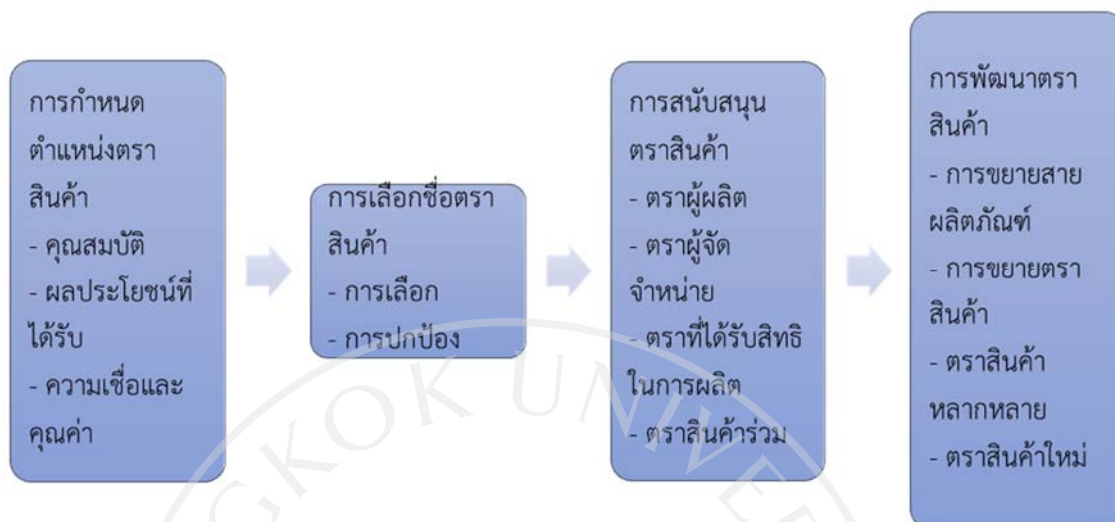 การกำหนด
ตำแหน่งตรา
สินค้า
- คุณสมบัติ
- ผลประโยชน์ที่
ได้รับ
- ความเชื่อและ
คุณค่า
การเลือกชื่อตรา
สินค้า
- การเลือก
- การปกป้อง
การสนับสนุน
ตราสินค้า
- ตราผู้ผลิต
- ตราผู้จัด
จำหน่าย
- ตราที่ได้รับสิทธิ
ในการผลิต
- ตราสินค้าร่วม
การพัฒนาตรา
สินค้า
- การขยายสาย
ผลิตภัณฑ์
- การขยายตรา
สินค้า
- ตราสินค้า
หลากหลาย
- ตราสินค้าใหม่